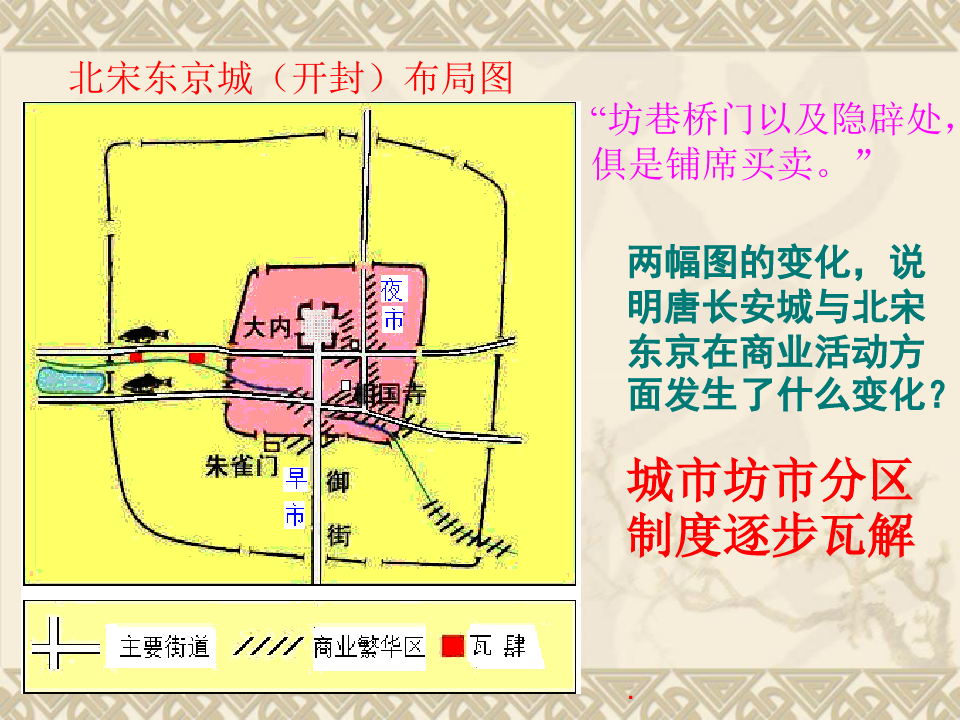 北宋东京城（开封）布局图
“坊巷桥门以及隐辟处，
俱是铺席买卖。”
两幅图的变化，说
明唐长安城与北宋
东京在商业活动方
面发生了什么变化？
城市坊市分区
制度逐步瓦解
.
夜
市
大内
相国寺
朱雀门
早
市
御
街
主要街道
商业繁华区
瓦 肆